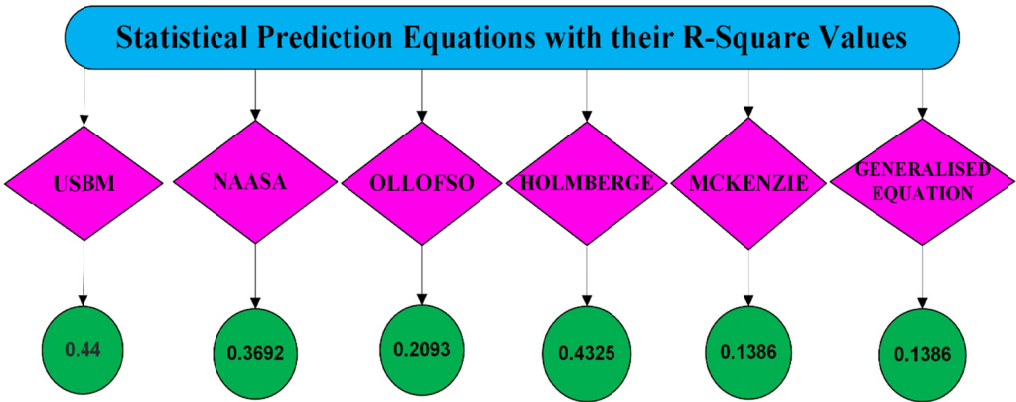 Statistical Prediction Equations with their R-Square Values
USBM
NAASA
OLLOFSO
HOLMBERGE
MCKENZIE
GENERALISED
EQUATION
0.44
0.3692
0.2093
0.4325
0.1386
0.1386